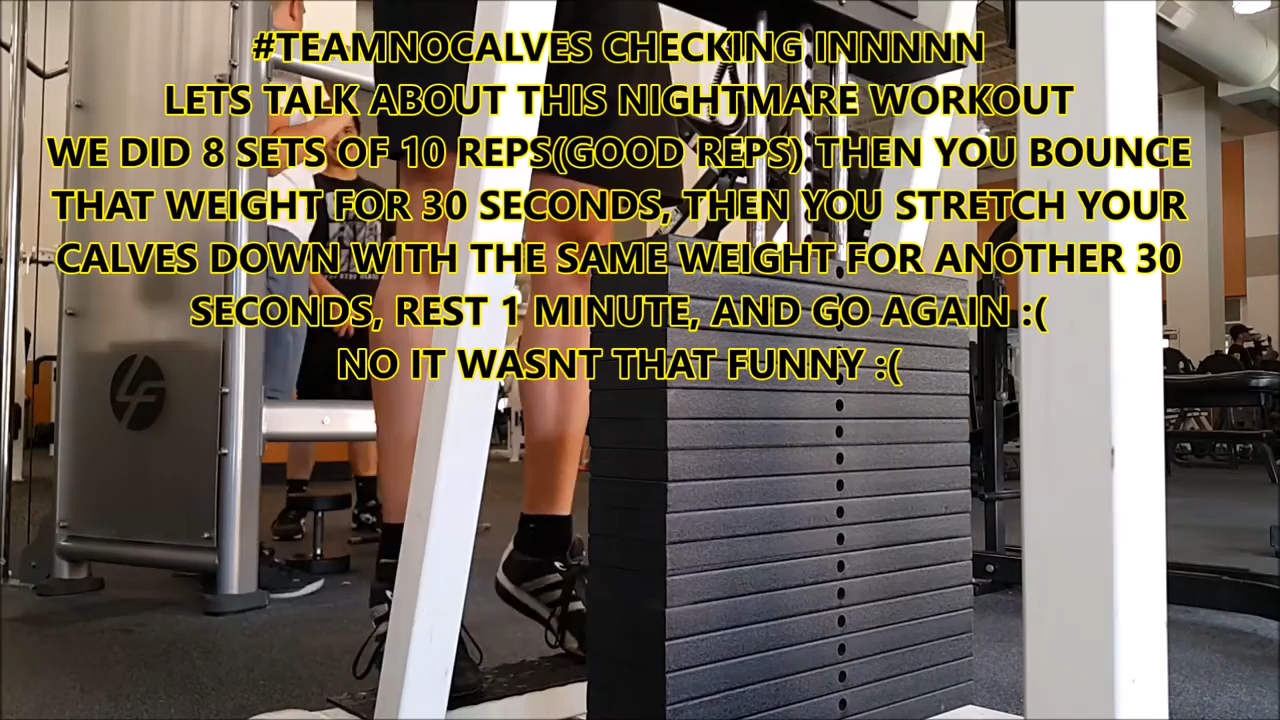 #TEAMNOCALVES CHECKING INNNNN
LETS TALK ABOUT THIS NIGHTMARE WORKOUT
WE DID 8 SETS OF 10 REPS(GOOD REPS) THEN YOU BOUNCE
THAT WEIGHT FOR 30 SECONDS, THEN YOU STRETCH YOUR
CALVES DOWN WITH THE SAME WEIGHT FOR ANOTHER 30
SECONDS, REST 1 MINUTE, AND GO AGAIN :(
NO IT WASNT THAT FUNNY :(
LF